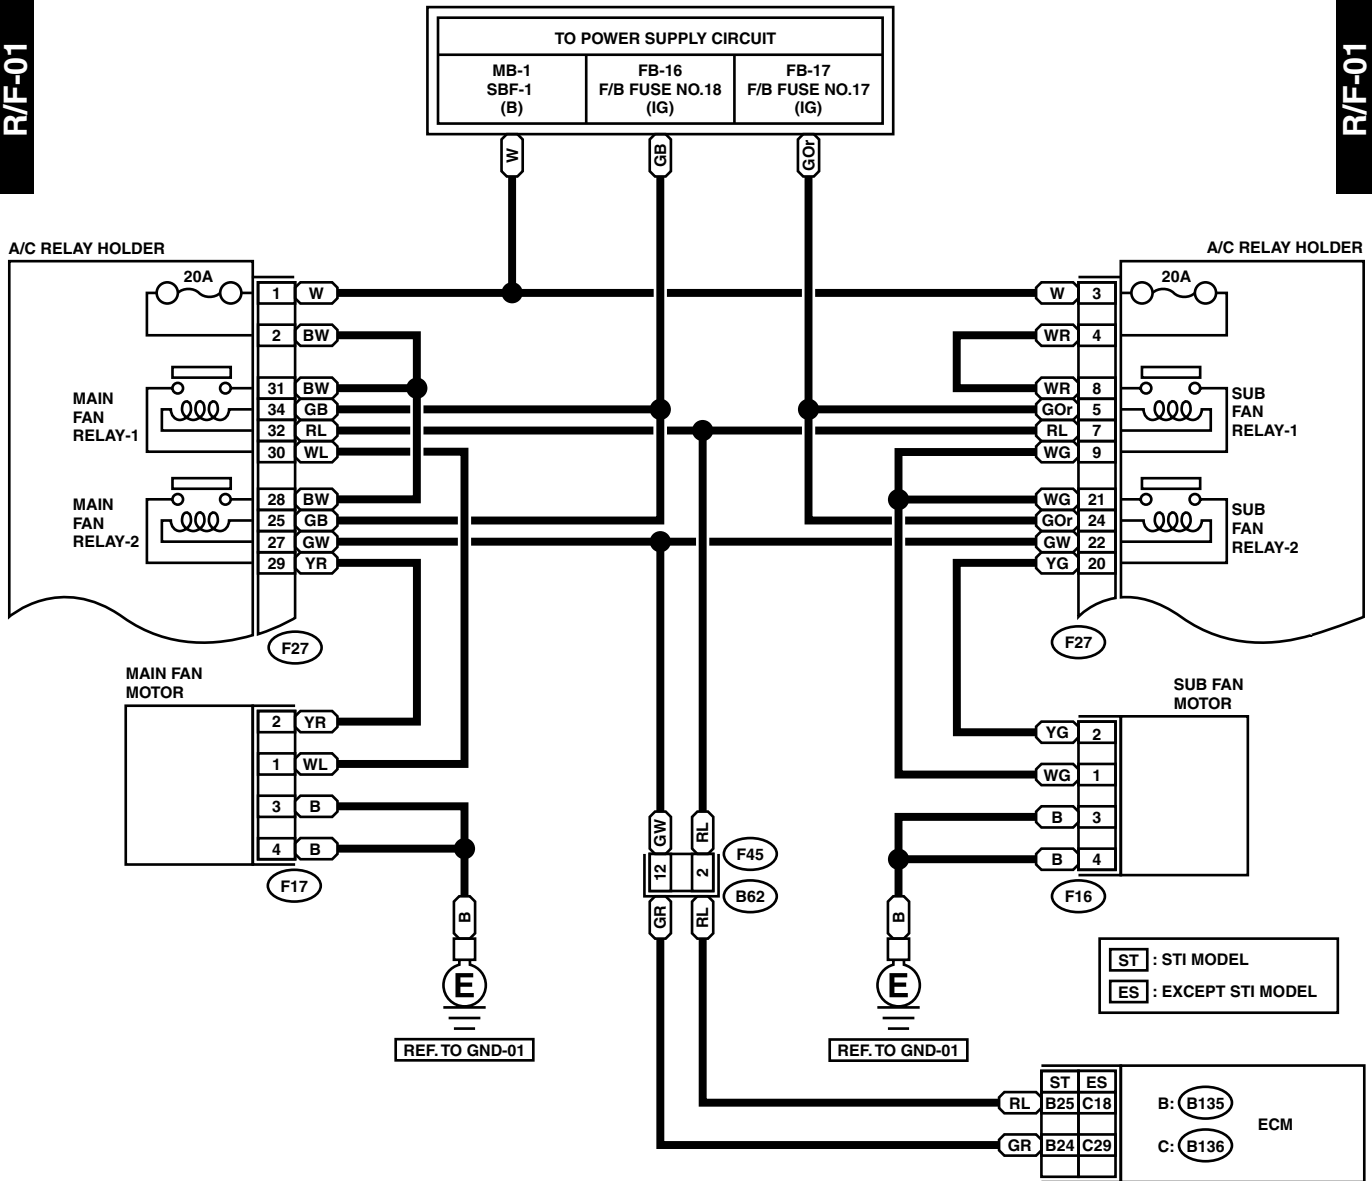 R/F-01
R/F-01
TO POWER SUPPLY CIRCUIT
MB-1
SBF-1
(B)
FB-16
F/B FUSE NO.18
(IG)
FB-17
F/B FUSE NO.17
(IG)
W
GB
GOr
A/C RELAY HOLDER
20A
1 W
2 BW
MAIN
FAN
RELAY-1
31 BW
34 GB
32 RL
30 WL
MAIN
FAN
RELAY-2
28 BW
25 GB
27 GW
29 YR
F27
A/C RELAY HOLDER
20A
W 3
WR 4
WR 8
GOr 5
RL 7
WG 9
SUB
FAN
RELAY-1
WG 21
GOr 24
GW 22
YG 20
SUB
FAN
RELAY-2
F27
MAIN FAN
MOTOR
2 YR
1 WL
3 B
4 B
F17
B
E
REF. TO GND-01
SUB FAN
MOTOR
YG 2
WG 1
B 3
B 4
F16
B
E
REF. TO GND-01
GW
RL
12
2
F45
B62
GR
RL
ST : STI MODEL
ES : EXCEPT STI MODEL
ST ES
RL B25 C18
GR B24 C29
B: B135
C: B136
ECM